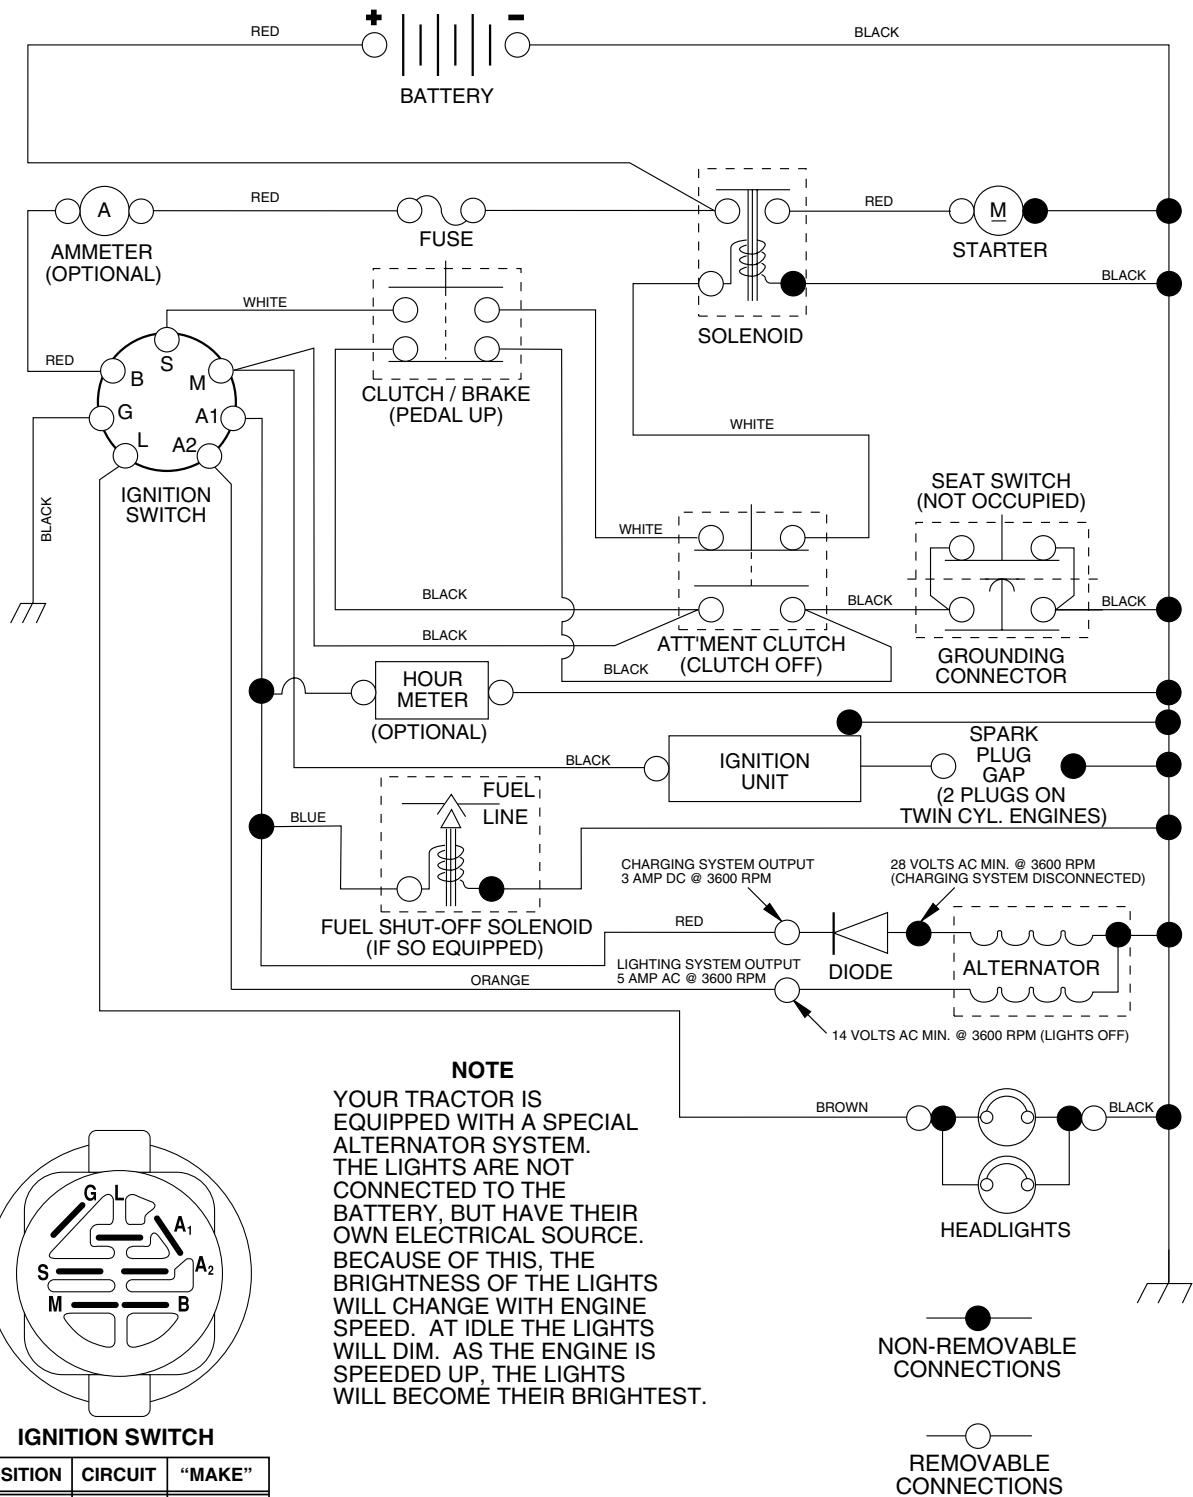 +
−
RED
BLACK
BATTERY
A
RED
AMMETER
(OPTIONAL)
FUSE
RED
M
STARTER
BLACK
SOLENOID
WHITE
RED
S
B
M
G
A1
L
A2
IGNITION
SWITCH
BLACK
CLUTCH / BRAKE
(PEDAL UP)
WHITE
SEAT SWITCH
(NOT OCCUPIED)
WHITE
BLACK
BLACK
BLACK
BLACK
ATT'MENT CLUTCH
(CLUTCH OFF)
GROUNDING
CONNECTOR
BLACK
HOUR
METER
(OPTIONAL)
BLACK
IGNITION
UNIT
SPARK
PLUG
GAP
(2 PLUGS ON
TWIN CYL. ENGINES)
FUEL
LINE
BLUE
FUEL SHUT-OFF SOLENOID
(IF SO EQUIPPED)
CHARGING SYSTEM OUTPUT
3 AMP DC @ 3600 RPM
28 VOLTS AC MIN. @ 3600 RPM
(CHARGING SYSTEM DISCONNECTED)
RED
DIODE
ALTERNATOR
LIGHTING SYSTEM OUTPUT
5 AMP AC @ 3600 RPM
ORANGE
14 VOLTS AC MIN. @ 3600 RPM (LIGHTS OFF)
NOTE
YOUR TRACTOR IS
EQUIPPED WITH A SPECIAL
ALTERNATOR SYSTEM.
THE LIGHTS ARE NOT
CONNECTED TO THE
BATTERY, BUT HAVE THEIR
OWN ELECTRICAL SOURCE.
BECAUSE OF THIS, THE
BRIGHTNESS OF THE LIGHTS
WILL CHANGE WITH ENGINE
SPEED. AT IDLE THE LIGHTS
WILL DIM. AS THE ENGINE IS
SPEEDED UP, THE LIGHTS
WILL BECOME THEIR BRIGHTEST.
BROWN
BLACK
HEADLIGHTS
G
L
A1
A2
S
M
B
IGNITION SWITCH
SITION CIRCUIT “MAKE”
NON-REMOVABLE
CONNECTIONS
REMOVABLE
CONNECTIONS